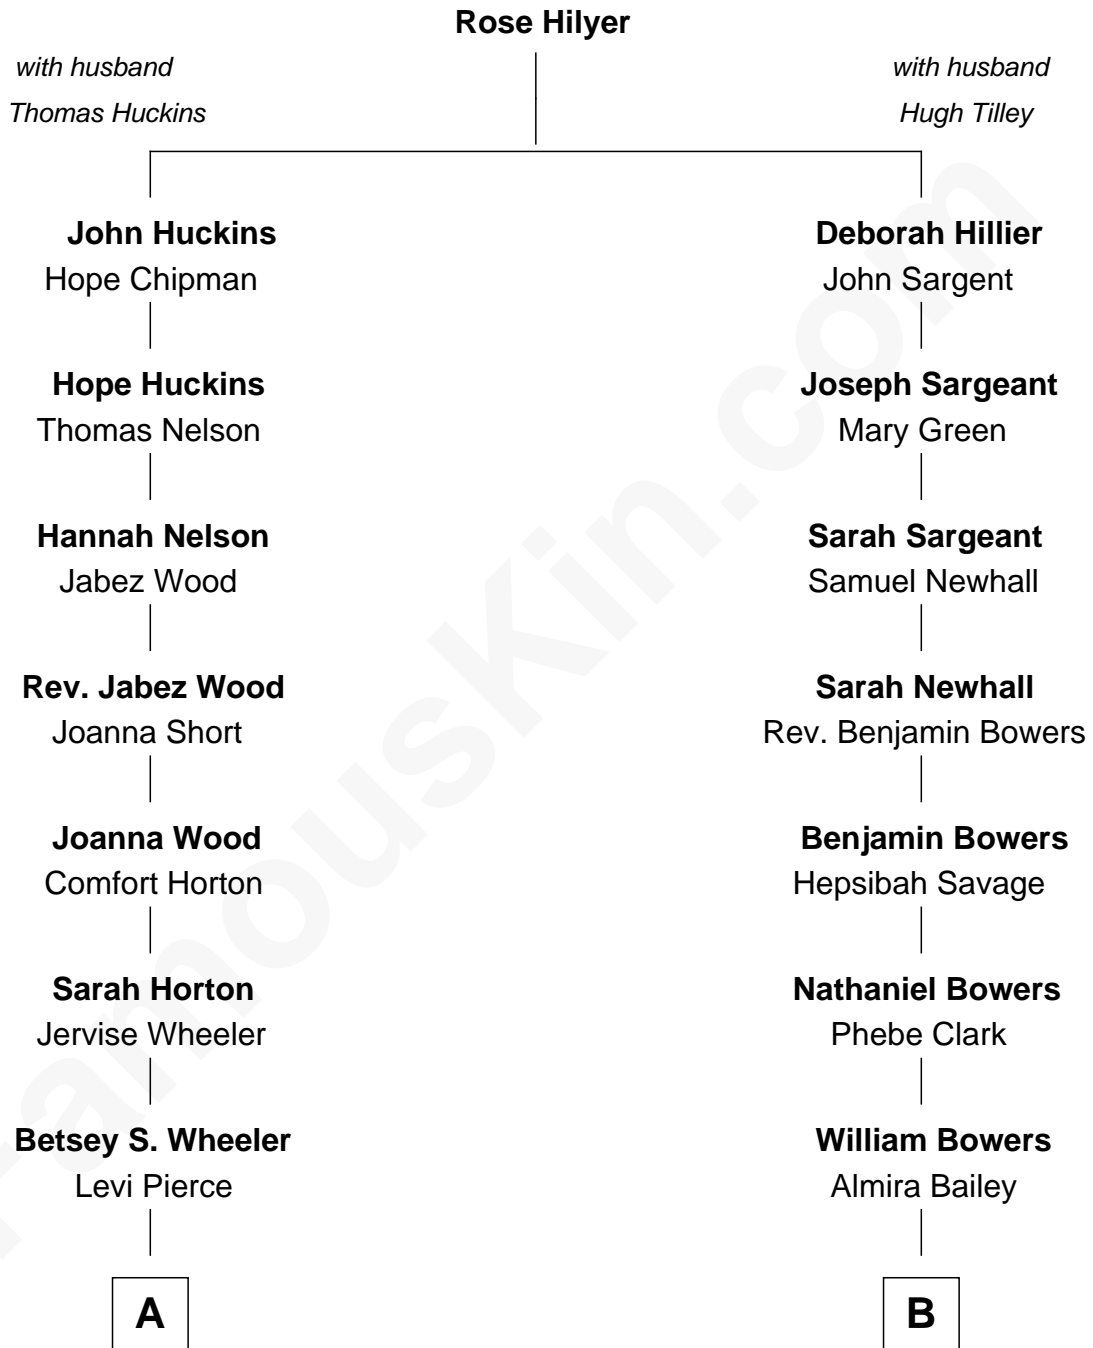 Rose Hilyer
with husband
Thomas Huckins
with husband
Hugh Tilley
John Huckins
Hope Chipman
Hope Huckins
Thomas Nelson
Hannah Nelson
Jabez Wood
Rev. Jabez Wood
Joanna Short
Joanna Wood
Comfort Horton
Sarah Horton
Jervise Wheeler
Betsey S. Wheeler
Levi Pierce
A
Deborah Hillier
John Sargent
Joseph Sargeant
Mary Green
Sarah Sargeant
Samuel Newhall
Sarah Newhall
Rev. Benjamin Bowers
Benjamin Bowers
Hepsibah Savage
Nathaniel Bowers
Phebe Clark
William Bowers
Almira Bailey
B
FamousKin.com